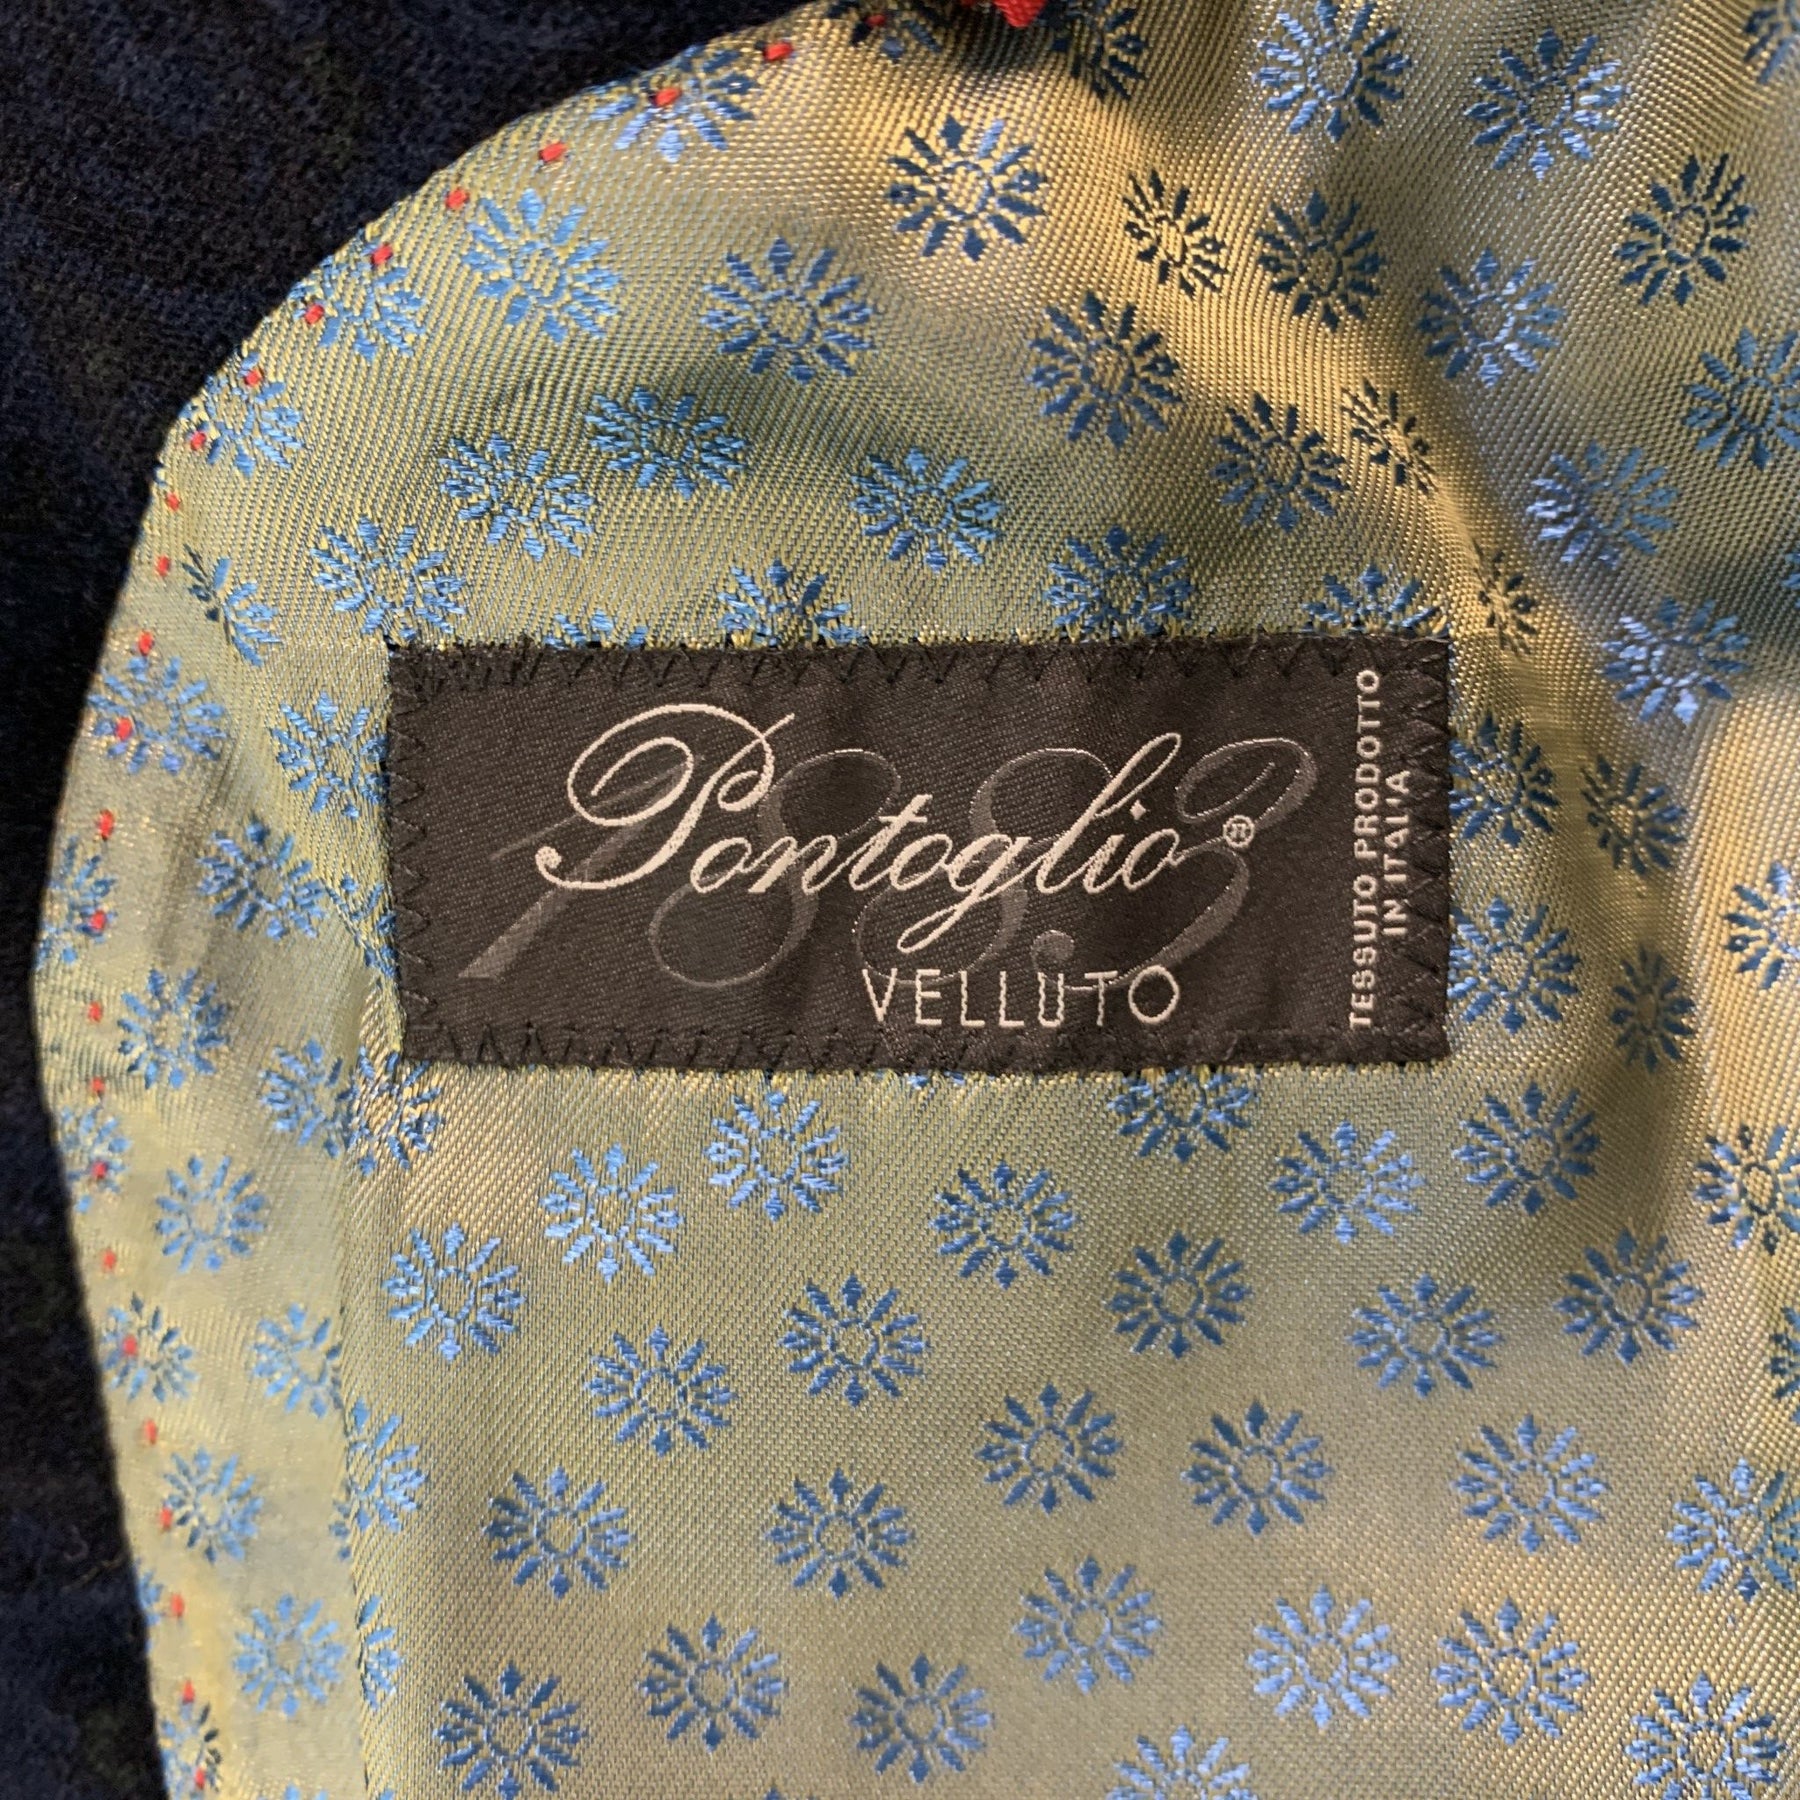 1883
Pontoglio®
VELLUTO
TESSUTO PRODOTTO
IN ITALIA